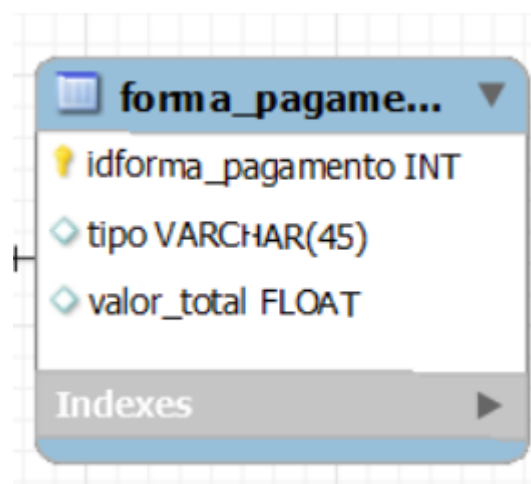 forma_pagame...
idforma_pagamento INT
tipo VARCHAR(45)
valor_total FLOAT
Indexes